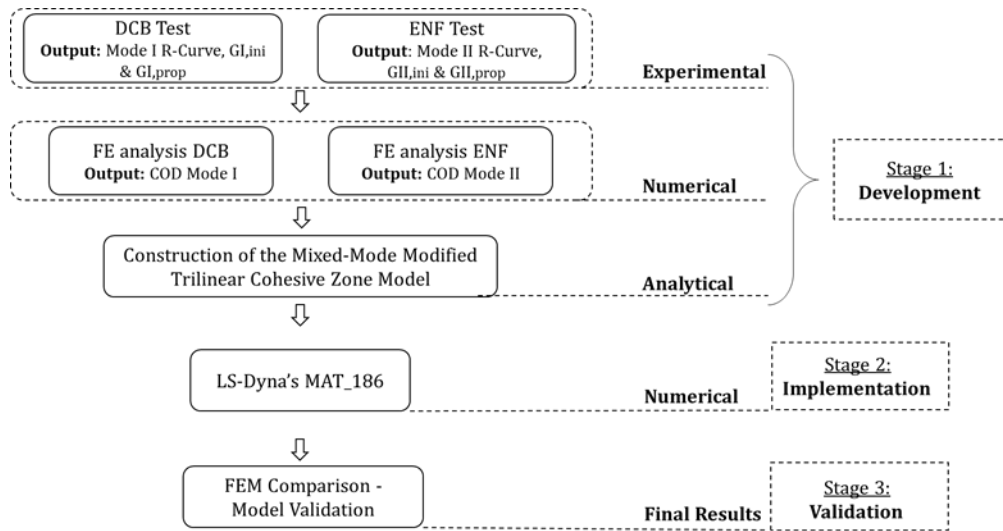 DCB Test
Output: Mode I R-Curve, GI,ini
& GI,prop
ENF Test
Output: Mode II R-Curve,
GII,ini & GII,prop
Experimental
FE analysis DCB
Output: COD Mode I
FE analysis ENF
Output: COD Mode II
Numerical
Stage 1:
Development
Construction of the Mixed-Mode Modified
Trilinear Cohesive Zone Model
Analytical
LS-Dyna's MAT_186
Numerical
Stage 2:
Implementation
FEM Comparison -
Model Validation
Final Results
Stage 3:
Validation